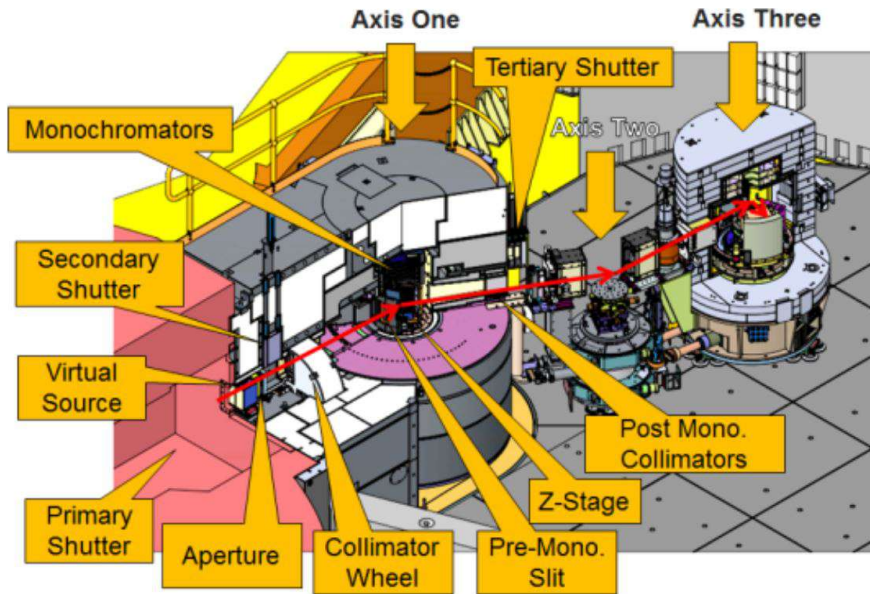 Axis One
Axis Three
Tertiary Shutter
Monochromators
Axis Two
Secondary
Shutter
Virtual
Source
Post Mono.
Collimators
Z-Stage
Primary
Shutter
Aperture
Collimator
Wheel
Pre-Mono.
Slit